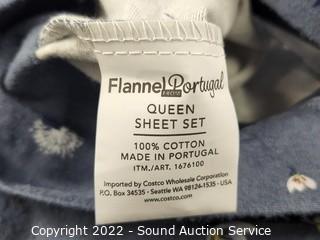 Flannel FROM Portugal
QUEEN
SHEET SET
100% COTTON
MADE IN PORTUGAL
ITM./ART. 1676100
Imported by Costco Wholesale Corporation
P.O. BOX 34535 - Seattle WA 98124-1535 - USA
www.costco.com
Copyright © 2022 - Sound Auction Service